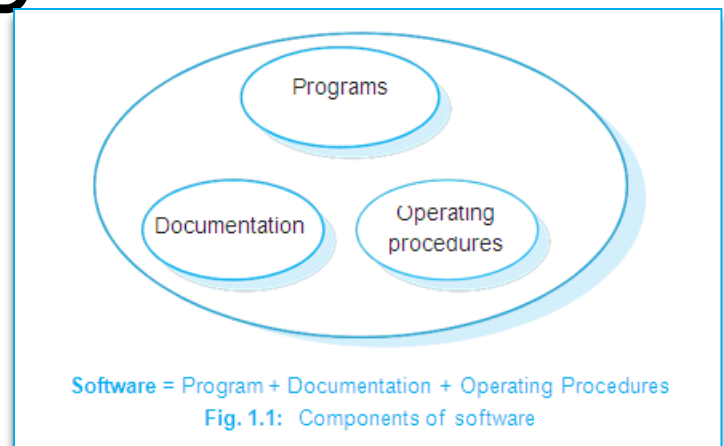 Programs
Documentation
Operating
procedures
Software = Program + Documentation + Operating Procedures
Fig. 1.1: Components of software